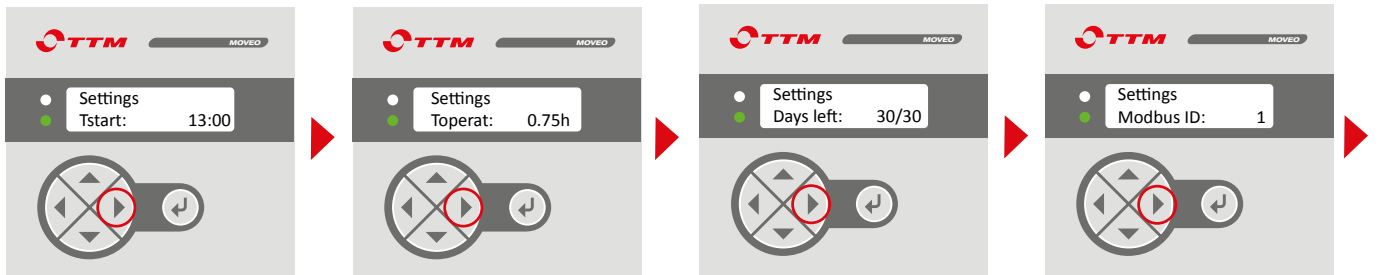 TTM MOVEO
Settings
Tstart: 13:00
TTM MOVEO
Settings
Toperat: 0.75h
TTM MOVEO
Settings
Days left: 30/30
TTM MOVEO
Settings
Modbus ID: 1